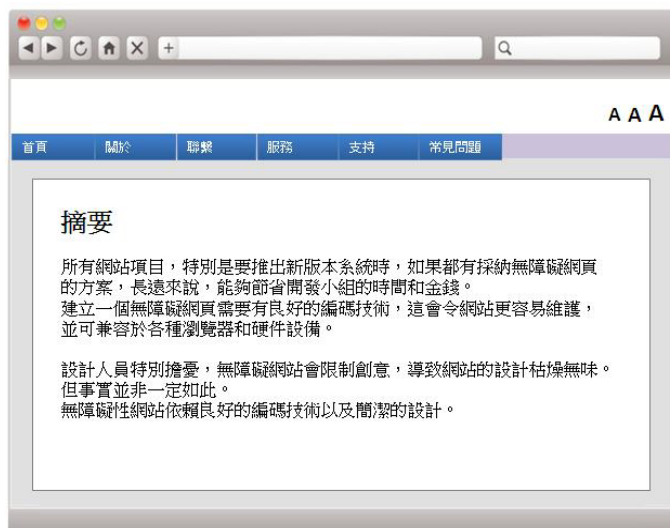 A A A
首頁 關於 聯繫 服務 支持 常見問題
摘要
所有網站項目，特別是要推出新版本系統時，如果都有採納無障礙網頁
的方案，長遠來說，能夠節省開發小組的時間和金錢。
建立一個無障礙網頁需要有良好的編碼技術，這會令網站更容易維護，
並可兼容於各種瀏覽器和硬件設備。
設計人員特別擔憂，無障礙網站會限制創意，導致網站的設計枯燥無味。
但事實並非一定如此。
無障礙性網站依賴良好的編碼技術以及簡潔的設計。